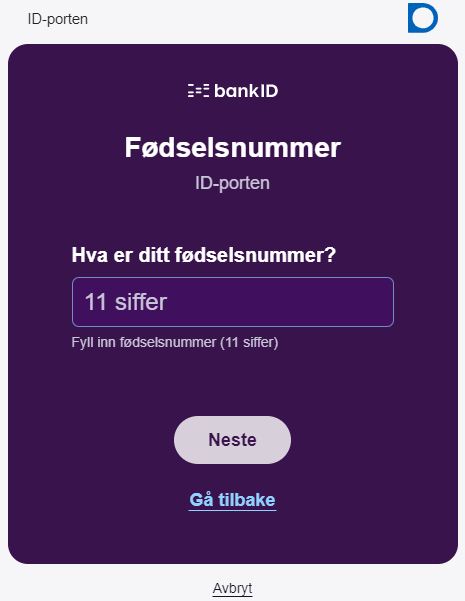 ID-porten
bankID
Fødselsnummer
ID-porten
Hva er ditt fødselsnummer?
11 siffer
Fyll inn fødselsnummer (11 siffer)
Neste
Gå tilbake
Avbryt